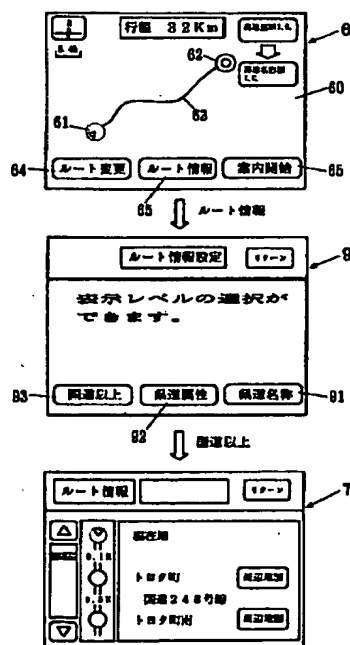 行程 32Km
6
62
60
61
63
64
ルート変更
ルート情報
案内開始
65
65
ルート情報
9
ルート情報設定
リターン
表示レベルの選択が
できます。
93
国道以上
県道属性
県道名称
91
92
国道以上
7
ルート情報
リターン
現在地
トヨタ町
周辺地図
国道248号線
トヨタ町南
周辺地図